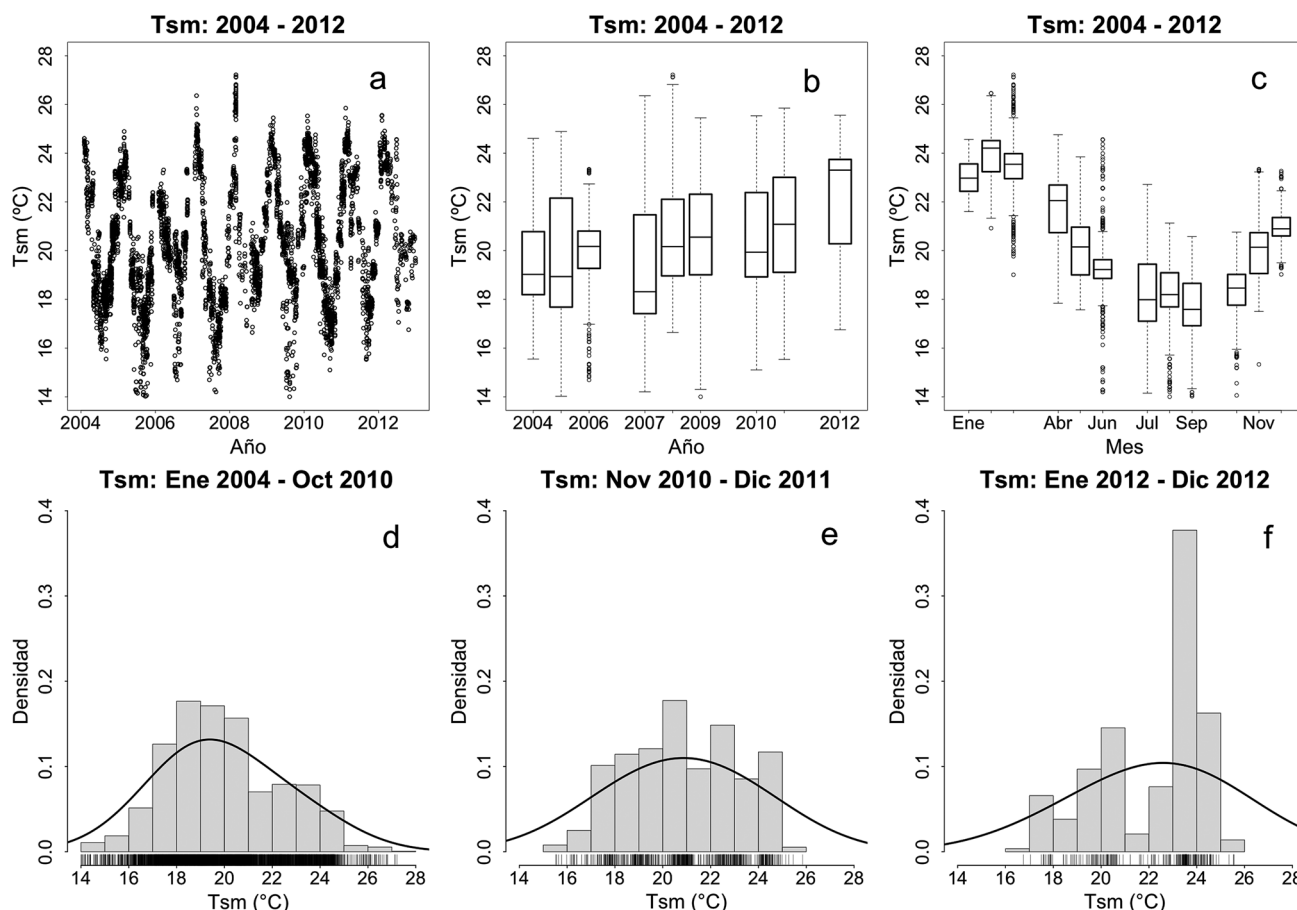 Tsm: 2004 - 2012
a
28
26
24
22
20
18
16
14
Tsm (ºC)
2004 2006 2008 2010 2012
Año
Tsm: 2004 - 2012
b
28
26
24
22
20
18
16
14
Tsm (ºC)
2004 2006 2007 2009 2010 2012
Año
Tsm: 2004 - 2012
c
28
26
24
22
20
18
16
14
Tsm (ºC)
Ene Abr Jun Jul Sep Nov
Mes
Tsm: Ene 2004 - Oct 2010
d
0.4
0.3
0.2
0.1
0.0
Densidad
14 16 18 20 22 24 26 28
Tsm (°C)
Tsm: Nov 2010 - Dic 2011
e
0.4
0.3
0.2
0.1
0.0
Densidad
14 16 18 20 22 24 26 28
Tsm (°C)
Tsm: Ene 2012 - Dic 2012
f
0.4
0.3
0.2
0.1
0.0
Densidad
14 16 18 20 22 24 26 28
Tsm (°C)